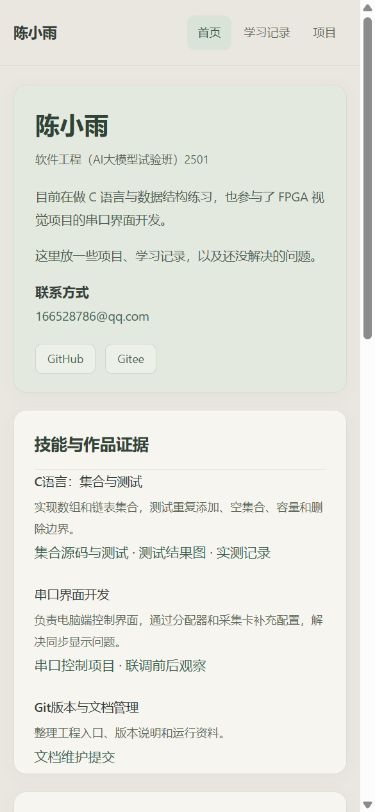 陈小雨
首页 学习记录 项目
陈小雨
软件工程（AI大模型试验班）2501
目前在做 C 语言与数据结构练习，也参与了 FPGA 视
觉项目的串口界面开发。
这里放一些项目、学习记录，以及还没解决的问题。
联系方式
166528786@qq.com
GitHub Gitee
技能与作品证据
C语言：集合与测试
实现数组和链表集合，测试重复添加、空集合、容量和删
除边界。
集合源码与测试 · 测试结果图 · 实测记录
串口界面开发
负责电脑端控制界面，通过分配器和采集卡补充配置，解
决同步显示问题。
串口控制项目 · 联调前后观察
Git版本与文档管理
整理工程入口、版本说明和运行资料。
文档维护提交